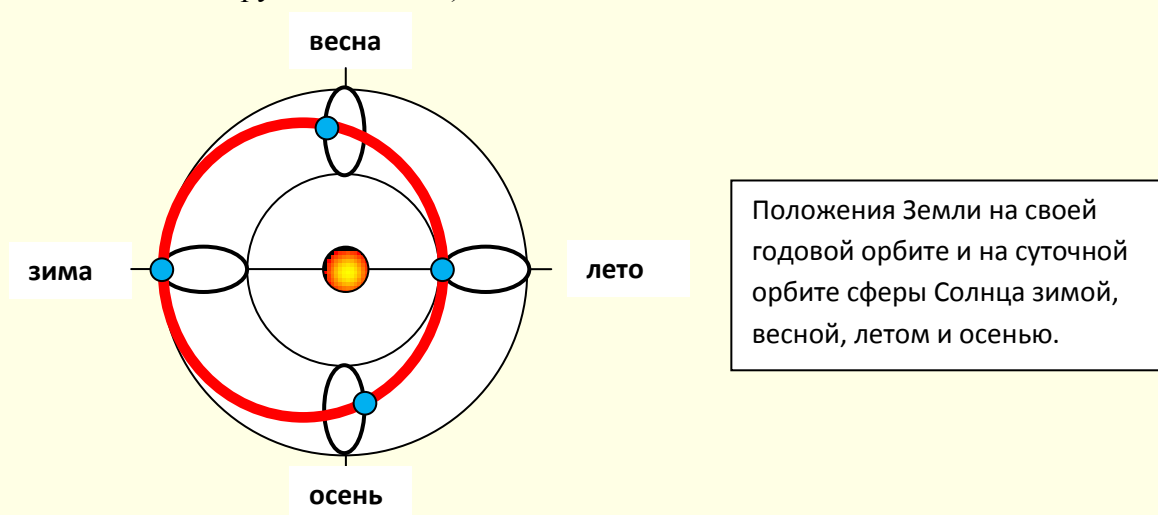 весна
зима
лето
Положения Земли на своей
годовой орбите и на суточной
орбите сферы Солнца зимой,
весной, летом и осенью.
осень